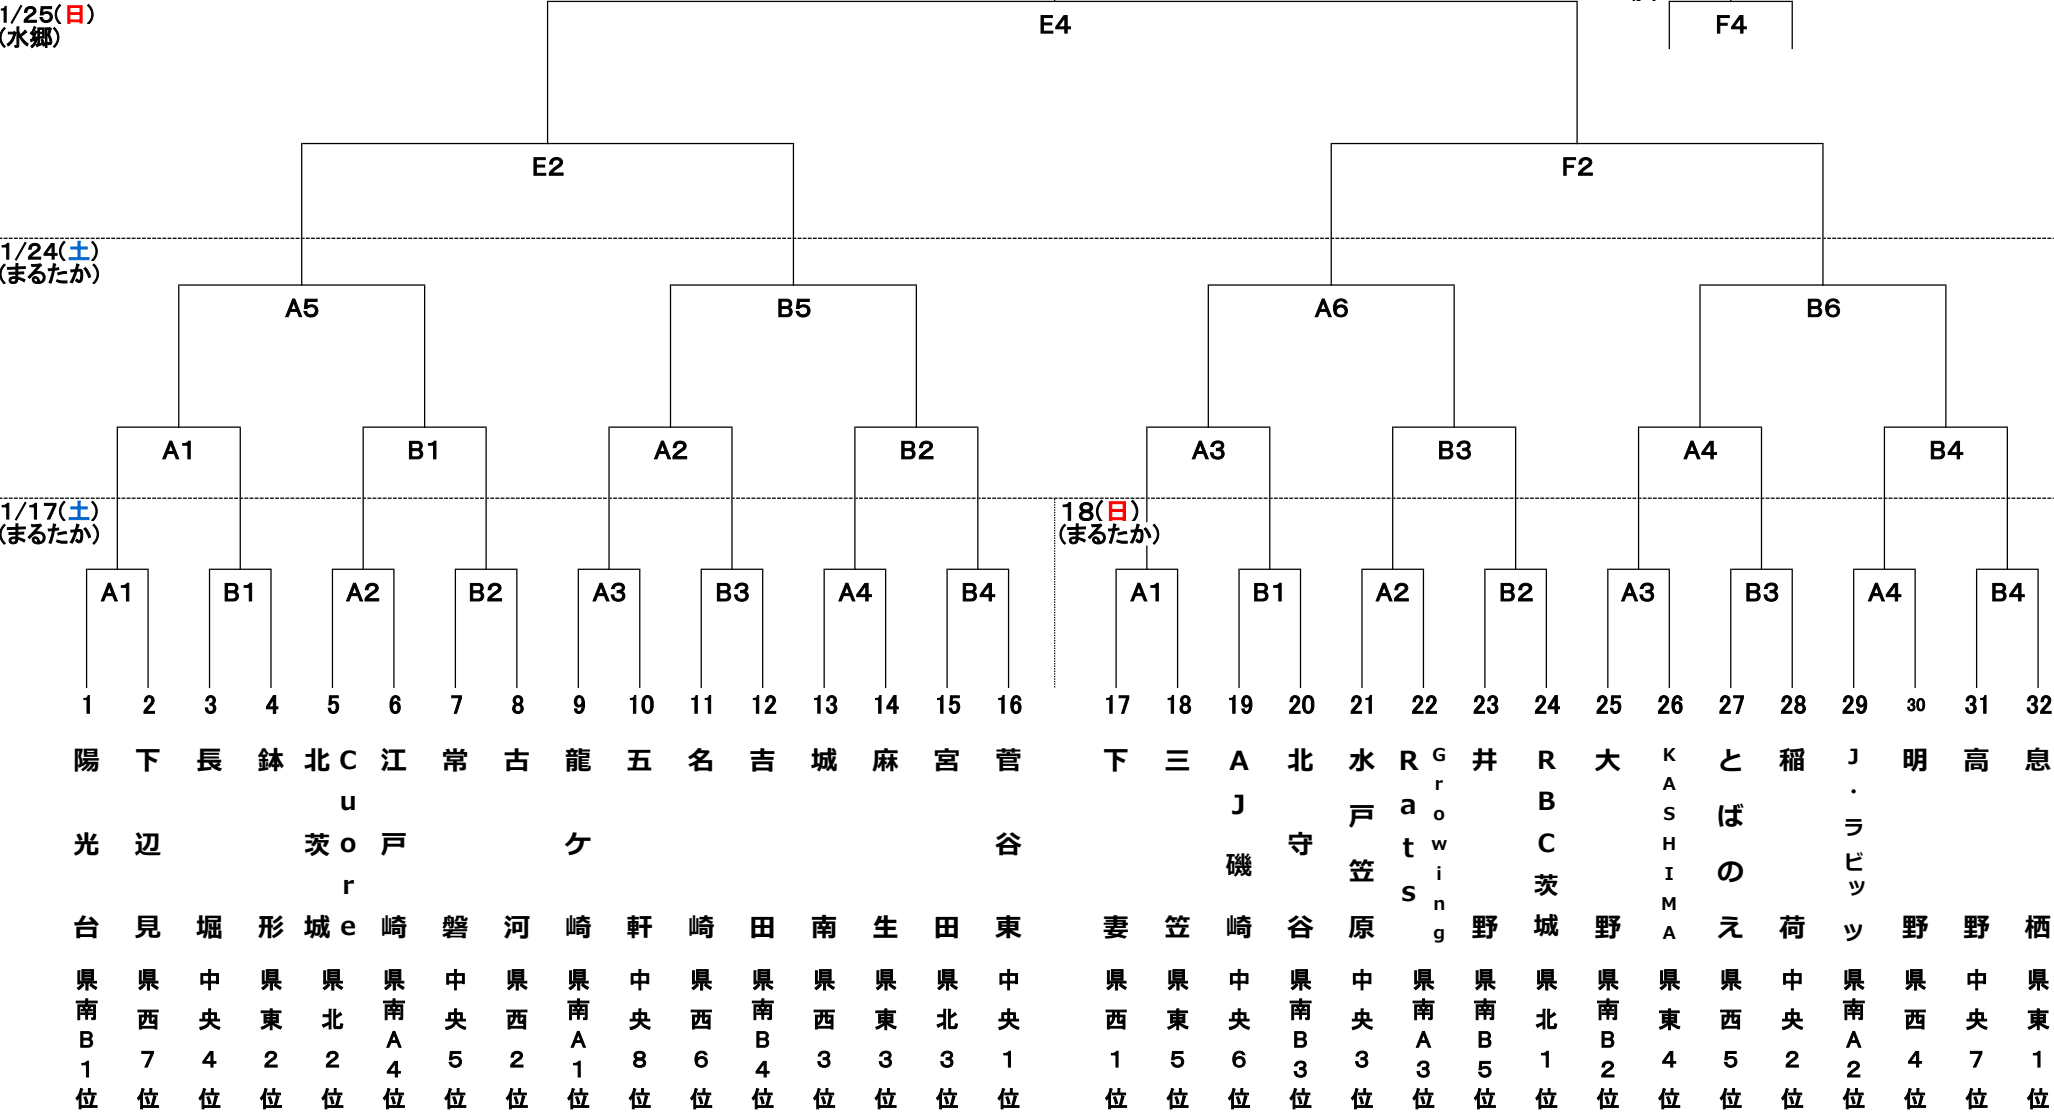 1/25(日)
(水郷)
E4
F4
E2
F2
1/24(土)
(まるたか)
A5
B5
A6
B6
A1
B1
A2
B2
A3
B3
A4
B4
1/17(土)
(まるたか)
18(日)
(まるたか)
A1
B1
A2
B2
A3
B3
A4
B4
A1
B1
A2
B2
A3
B3
A4
B4
1
2
3
4
5
6
7
8
9
10
11
12
13
14
15
16
17
18
19
20
21
22
23
24
25
26
27
28
29
30
31
32
陽光台
下辺見
長堀
鉢形
北茨城
Cuore
江戸崎
常磐
古河
龍ケ崎
五軒
名崎
吉田
城南
麻生
宮田
菅谷東
下妻
三笠
AJ磯崎
北守谷
水戸笠原
Rats
Growing
井野
RBC茨城
大野
KASHIMA
とばのえ
稲荷
J・ラビッツ
明野
高野
息栖
県南B1位
県西7位
中央4位
県東2位
県北2位
県南A4位
中央5位
県西2位
県南A1位
中央8位
県西6位
県南B4位
県西3位
県東3位
県北3位
中央1位
県西1位
県東5位
中央6位
県南B3位
中央3位
県南A3位
県南B5位
県北1位
県南B2位
県東4位
県西5位
中央2位
県南A2位
県西4位
中央7位
県東1位